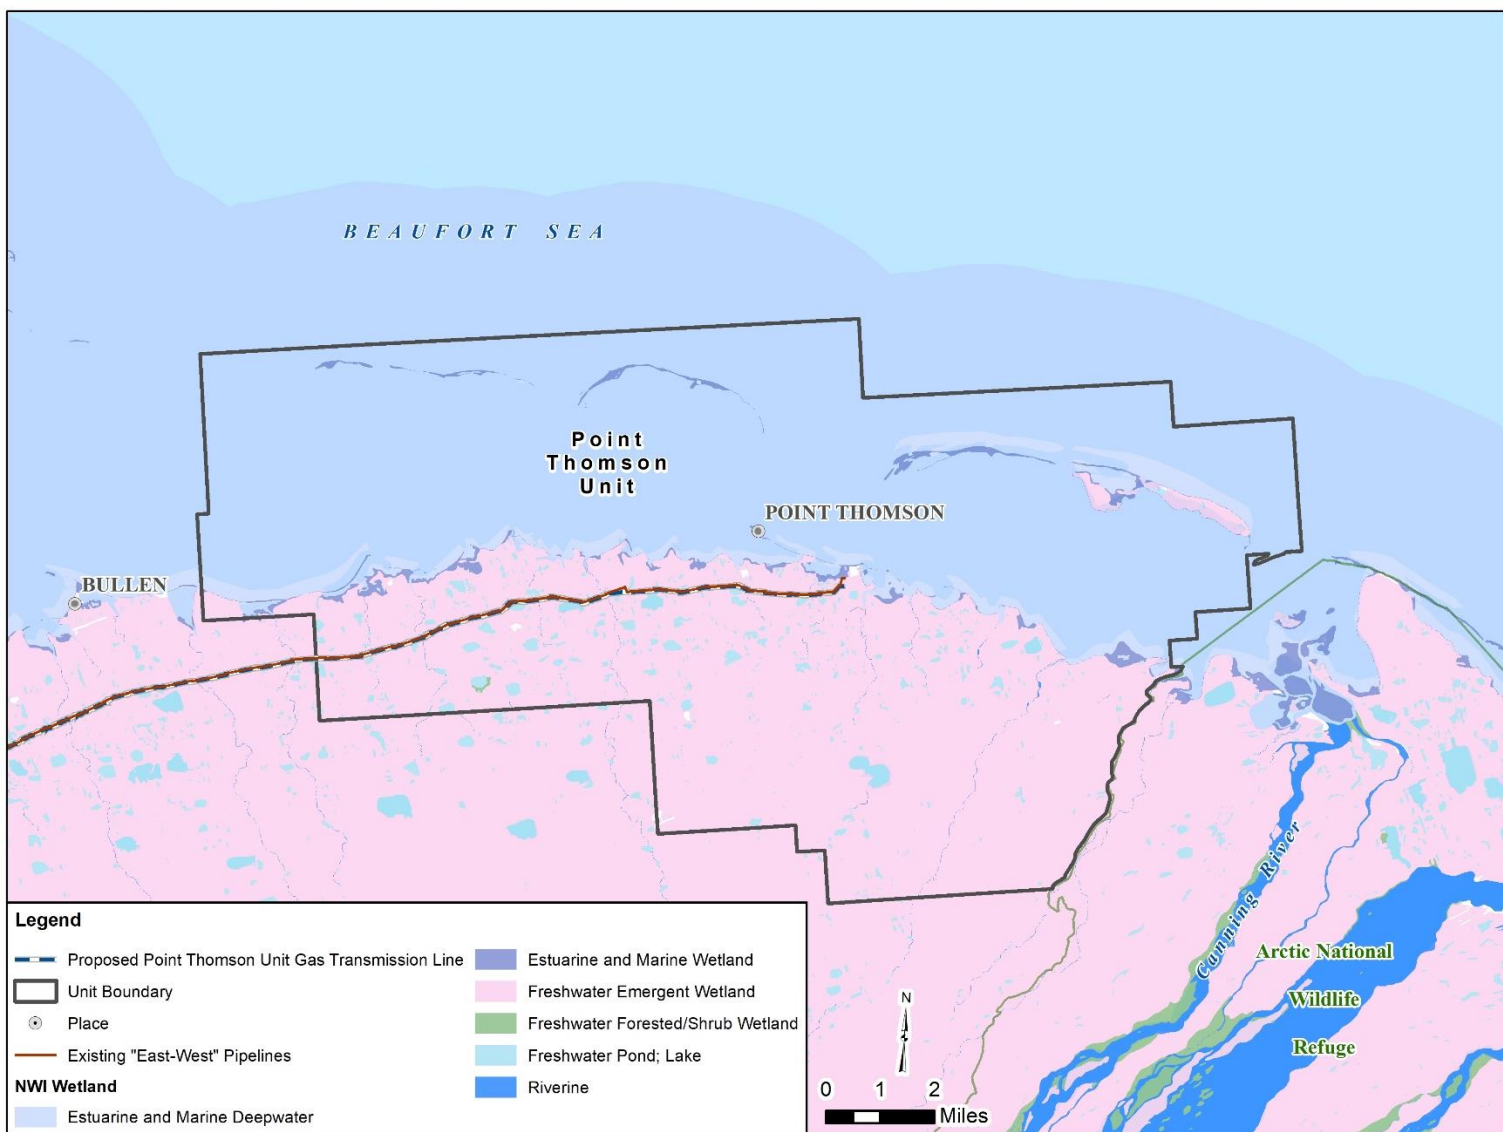 BEAUFORT SEA
Point
Thomson
Unit
POINT THOMSON
BULLEN
Canning River
Arctic National
Wildlife
Refuge
Legend
Proposed Point Thomson Unit Gas Transmission Line
Unit Boundary
Place
Existing "East-West" Pipelines
NWI Wetland
Estuarine and Marine Deepwater
Estuarine and Marine Wetland
Freshwater Emergent Wetland
Freshwater Forested/Shrub Wetland
Freshwater Pond; Lake
Riverine
N
0 1 2
Miles